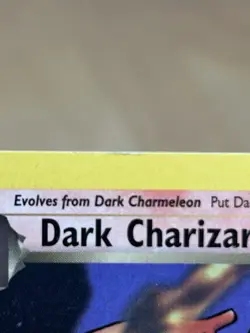 Evolves from Dark Charmeleon Put Da
Dark Charizar